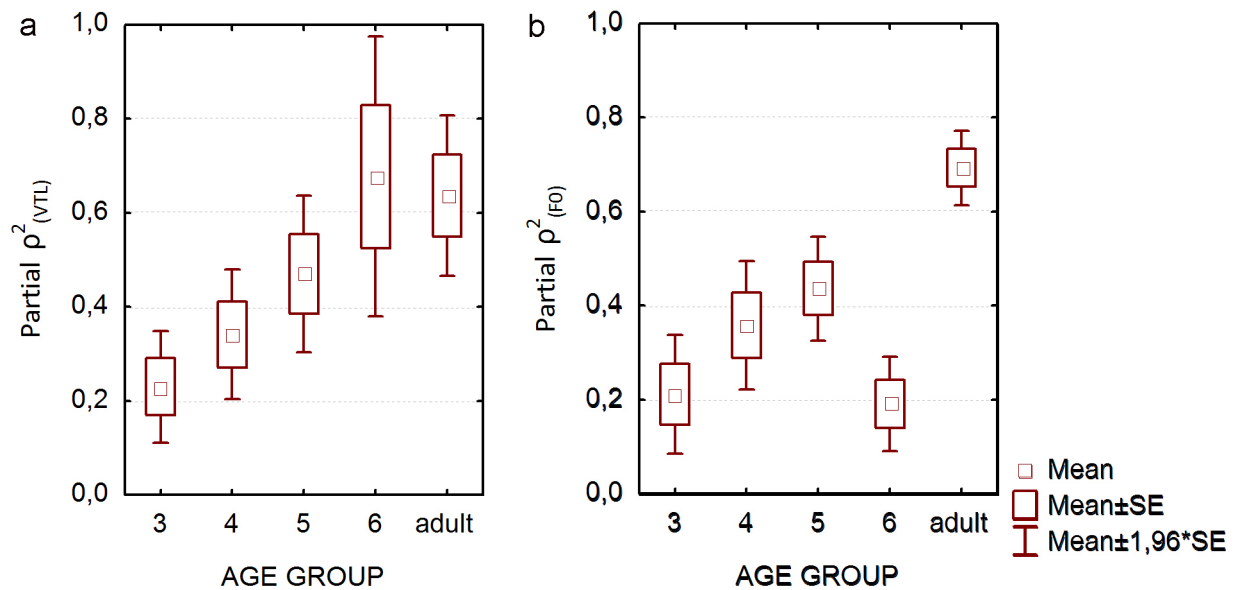 a
1,0
0,8
0,6
0,4
0,2
0,0
Partial ρ²(VTL)
3 4 5 6 adult
AGE GROUP
b
1,0
0,8
0,6
0,4
0,2
0,0
Partial ρ²(F0)
3 4 5 6 adult
AGE GROUP
Mean
Mean±SE
Mean±1,96*SE